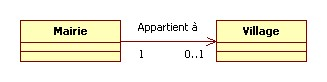 Appartient à
Mairie
Village
1
0..1